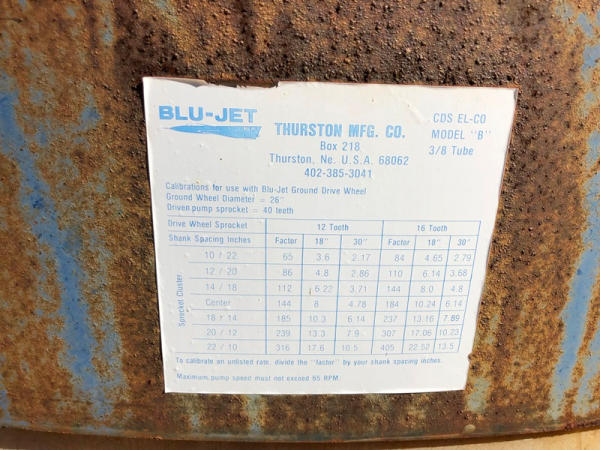 BLU-JET
THURSTON MFG. CO.
Box 218
Thurston, Ne. U.S.A. 68062
402-385-3041
CDS EL-CO
MODEL "B"
3/8 Tube
Calibrations for use with Blu-Jet Ground Drive Wheel
Ground Wheel Diameter = 26"
Driven pump sprocket = 40 teeth
Drive Wheel Sprocket 12 Tooth 16 Tooth
Shank Spacing Inches Factor 18" 30" Factor 18" 30"
Sprocket Cluster
10 / 22 65 3.6 2.17 84 4.65 2.79
12 / 20 86 4.8 2.86 110 6.14 3.68
14 / 18 112 6.22 3.71 144 8.0 4.8
Center 144 8 4.78 184 10.24 6.14
18 / 14 185 10.3 6.14 237 13.16 7.89
20 / 12 239 13.3 7.9 307 17.06 10.23
22 / 10 316 17.6 10.5 405 22.52 13.5
To calibrate an unlisted rate, divide the "factor" by your shank spacing inches.
Maximum pump speed must not exceed 65 RPM.